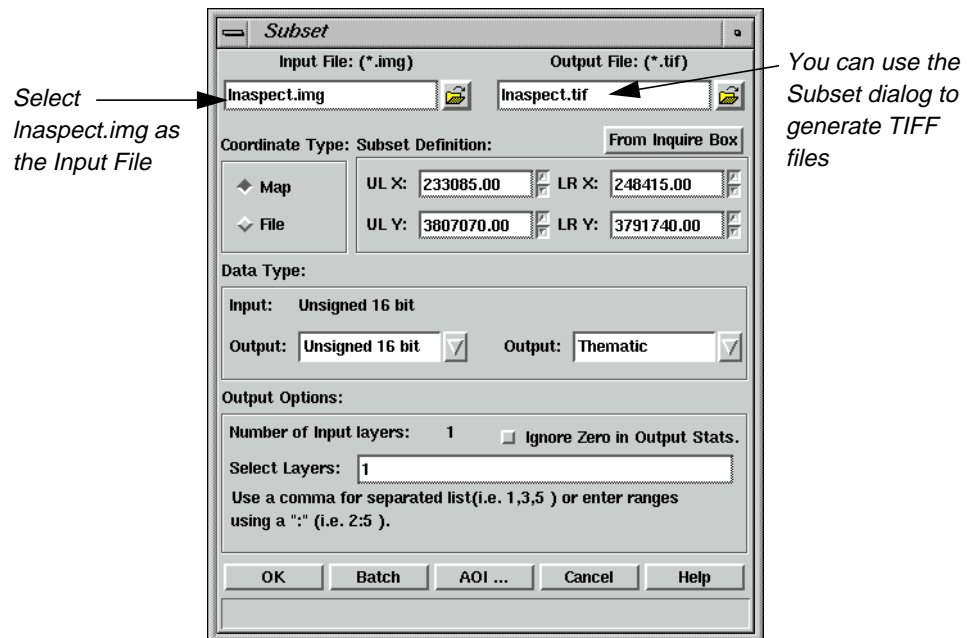 Subset
Input File: (*.img) Output File: (*.tif)
lnaspect.img lnaspect.tif
Select
lnaspect.img as
the Input File
You can use the
Subset dialog to
generate TIFF
files
From Inquire Box
Coordinate Type: Subset Definition:
Map
File
UL X: 233085.00 LR X: 248415.00
UL Y: 3807070.00 LR Y: 3791740.00
Data Type:
Input: Unsigned 16 bit
Output: Unsigned 16 bit Output: Thematic
Output Options:
Number of Input layers: 1 Ignore Zero in Output Stats.
Select Layers: 1
Use a comma for separated list(i.e. 1,3,5 ) or enter ranges
using a ":" (i.e. 2:5 ).
OK Batch AOI ... Cancel Help